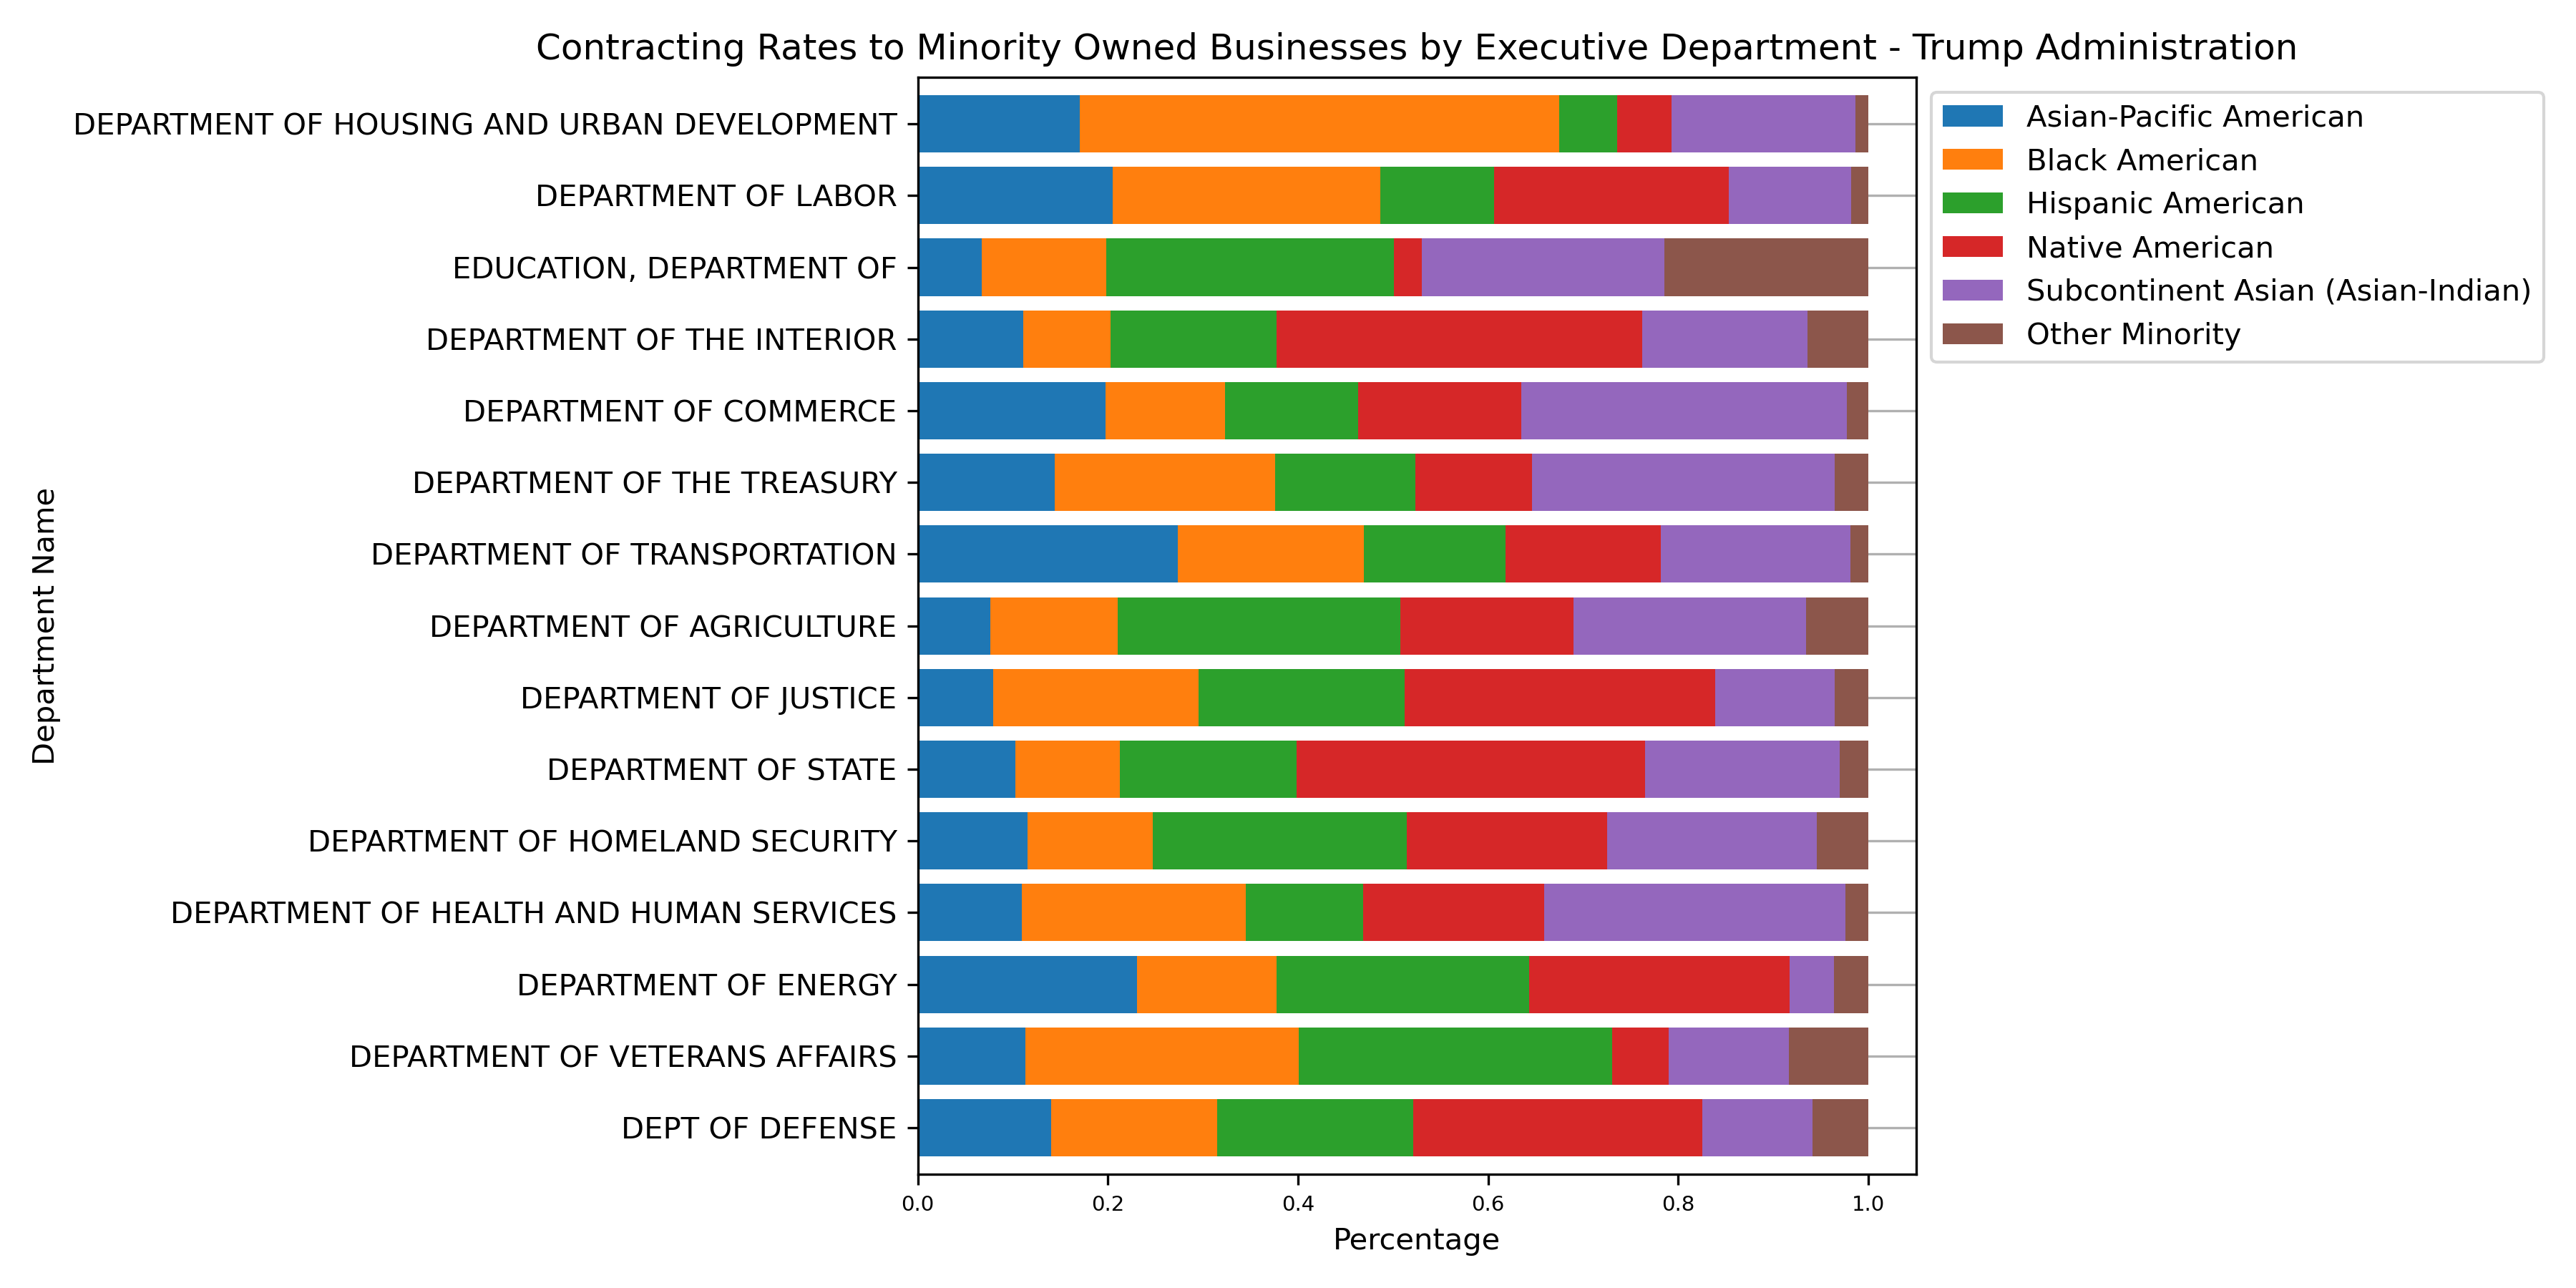 Contracting Rates to Minority Owned Businesses by Executive Department - Trump Administration
DEPARTMENT OF HOUSING AND URBAN DEVELOPMENT
DEPARTMENT OF LABOR
EDUCATION, DEPARTMENT OF
DEPARTMENT OF THE INTERIOR
DEPARTMENT OF COMMERCE
DEPARTMENT OF THE TREASURY
DEPARTMENT OF TRANSPORTATION
DEPARTMENT OF AGRICULTURE
DEPARTMENT OF JUSTICE
DEPARTMENT OF STATE
DEPARTMENT OF HOMELAND SECURITY
DEPARTMENT OF HEALTH AND HUMAN SERVICES
DEPARTMENT OF ENERGY
DEPARTMENT OF VETERANS AFFAIRS
DEPT OF DEFENSE
Department Name
0.0 0.2 0.4 0.6 0.8 1.0
Percentage
Asian-Pacific American
Black American
Hispanic American
Native American
Subcontinent Asian (Asian-Indian)
Other Minority